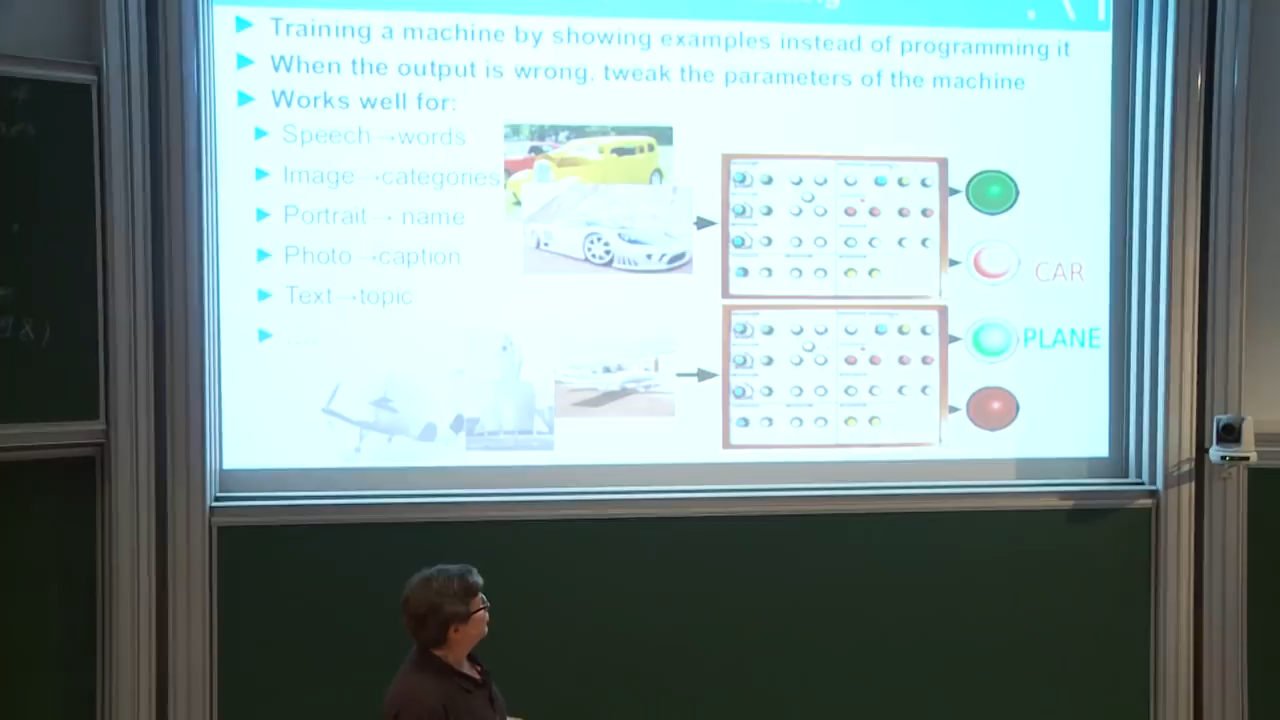 Training a machine by showing examples instead of programming it
When the output is wrong, tweak the parameters of the machine
Works well for:
Speech→words
Image→categories
Portrait→ name
Photo→caption
Text→topic
....
CAR
PLANE